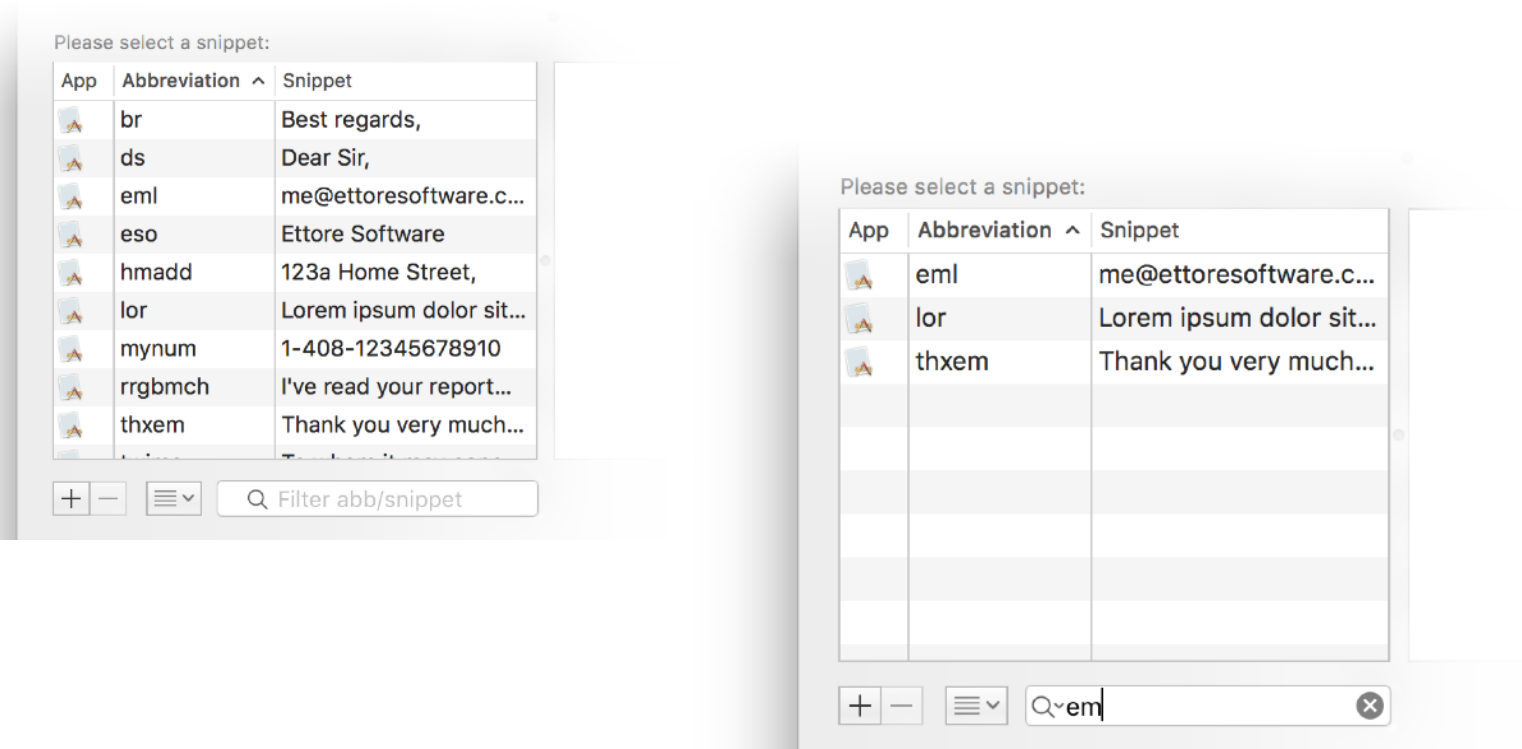 Please select a snippet:
App Abbreviation Snippet
br Best regards,
ds Dear Sir,
eml me@ettoresoftware.c...
eso Ettore Software
hmadd 123a Home Street,
lor Lorem ipsum dolor sit...
mynum 1-408-12345678910
rrgbmch I've read your report...
thxem Thank you very much...
Filter abb/snippet
Please select a snippet:
App Abbreviation Snippet
eml me@ettoresoftware.c...
lor Lorem ipsum dolor sit...
thxem Thank you very much...
em